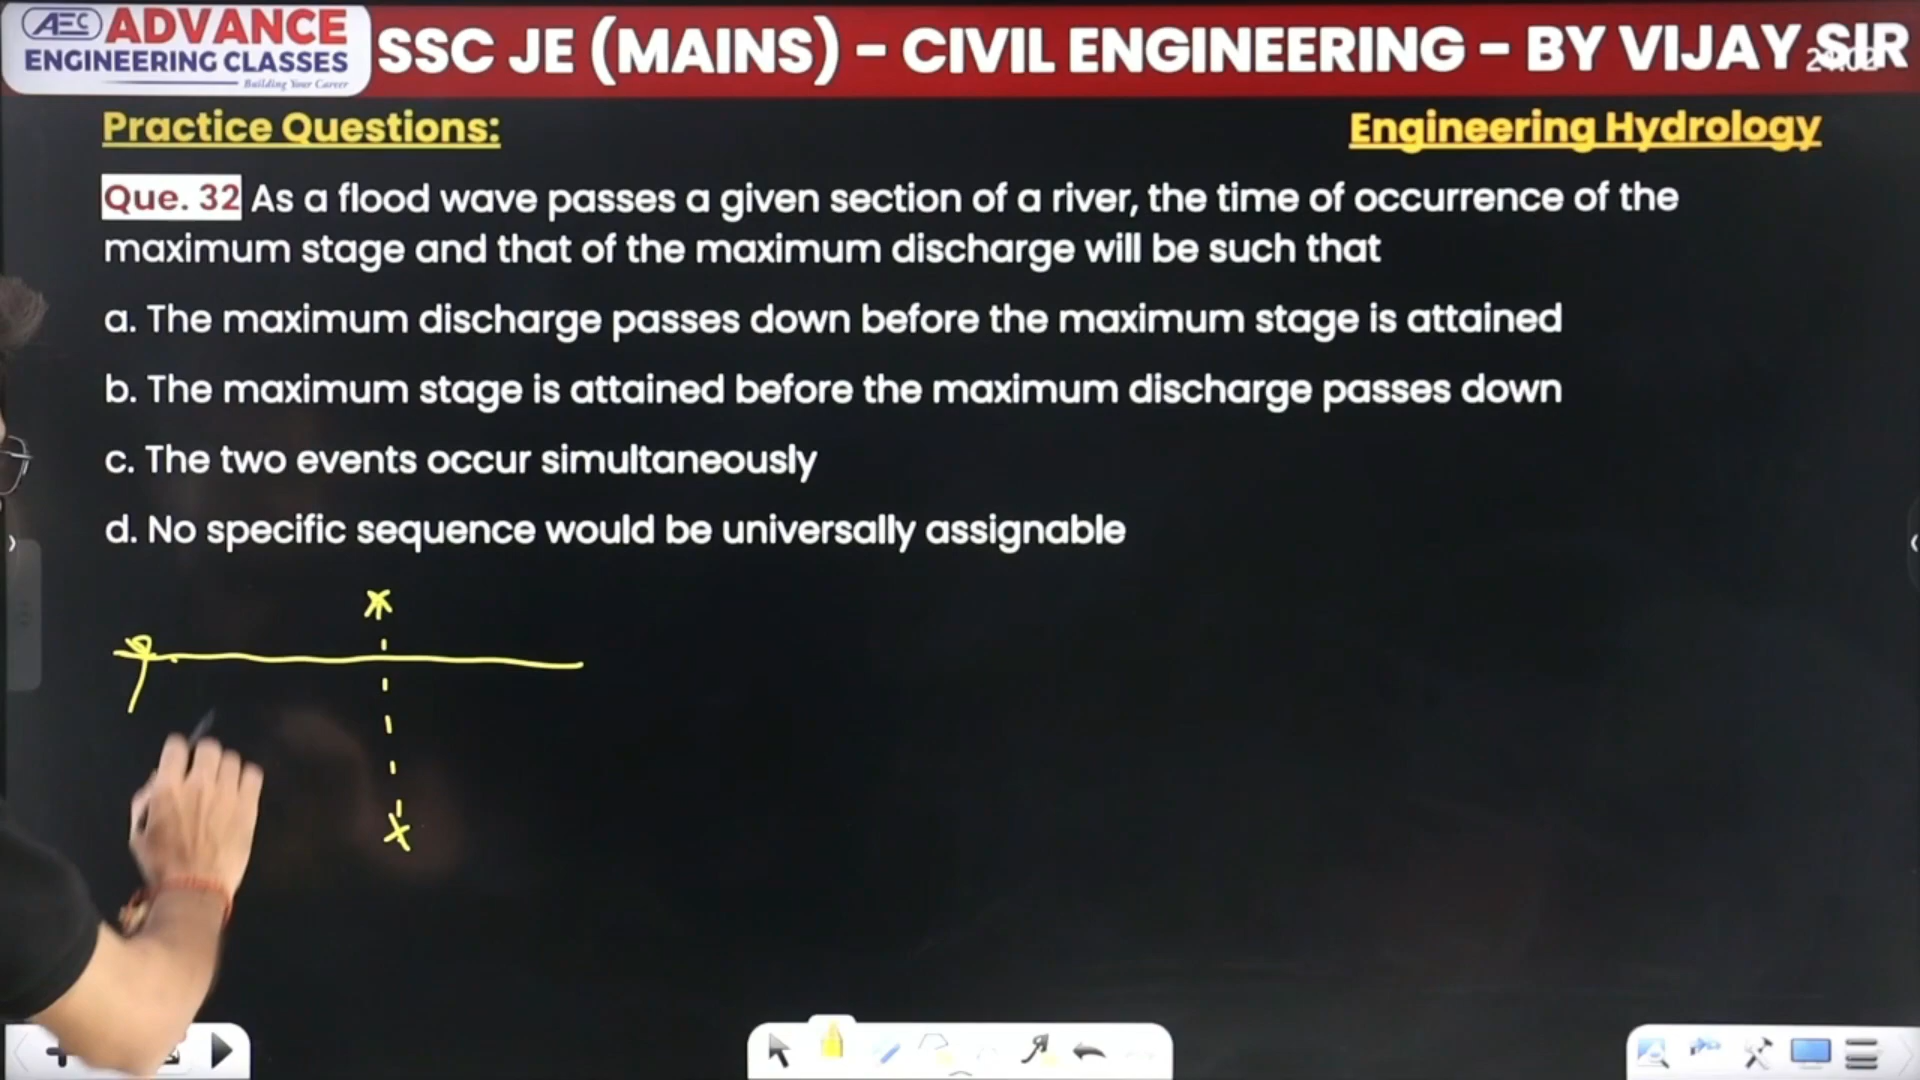 AEC ADVANCE
ENGINEERING CLASSES
Building Your Career
SSC JE (MAINS) - CIVIL ENGINEERING - BY VIJAY SIR
Practice Questions:
Engineering Hydrology
Que. 32 As a flood wave passes a given section of a river, the time of occurrence of the
maximum stage and that of the maximum discharge will be such that
a. The maximum discharge passes down before the maximum stage is attained
b. The maximum stage is attained before the maximum discharge passes down
c. The two events occur simultaneously
d. No specific sequence would be universally assignable